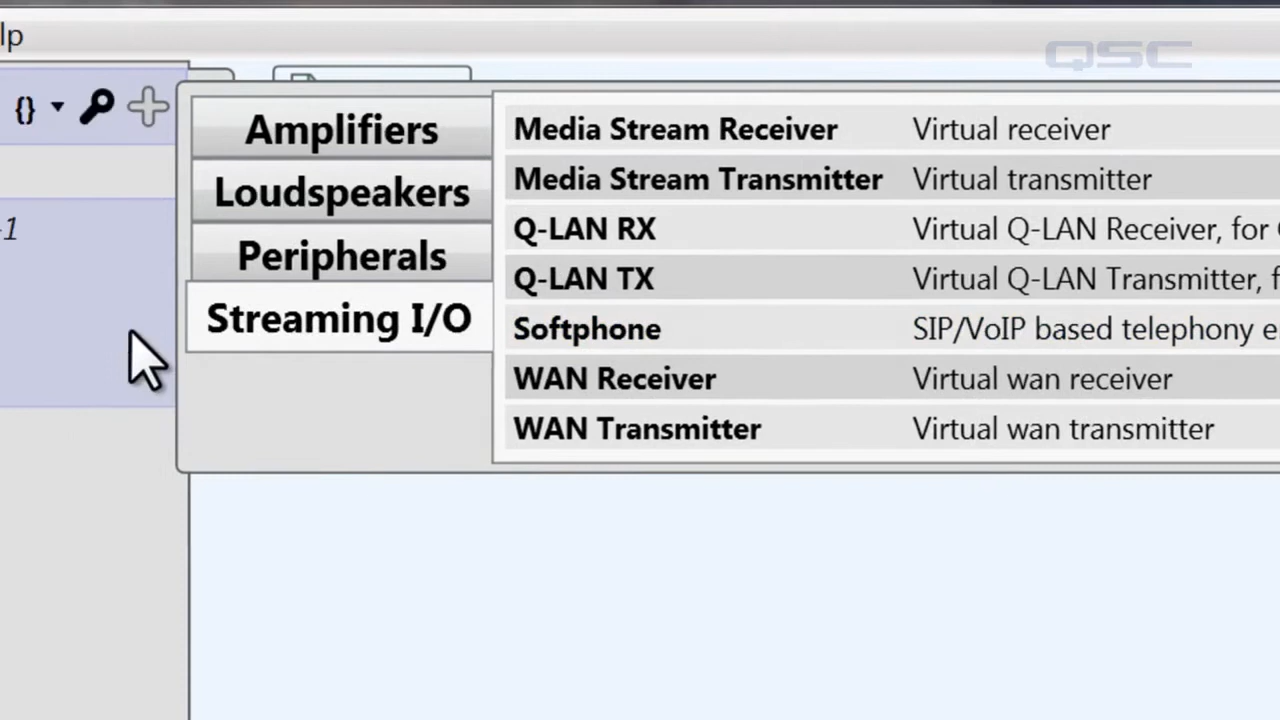 lp
QSC
{}
-1
Amplifiers
Loudspeakers
Peripherals
Streaming I/O
Media Stream Receiver Virtual receiver
Media Stream Transmitter Virtual transmitter
Q-LAN RX Virtual Q-LAN Receiver, for
Q-LAN TX Virtual Q-LAN Transmitter, f
Softphone SIP/VoIP based telephony e
WAN Receiver Virtual wan receiver
WAN Transmitter Virtual wan transmitter